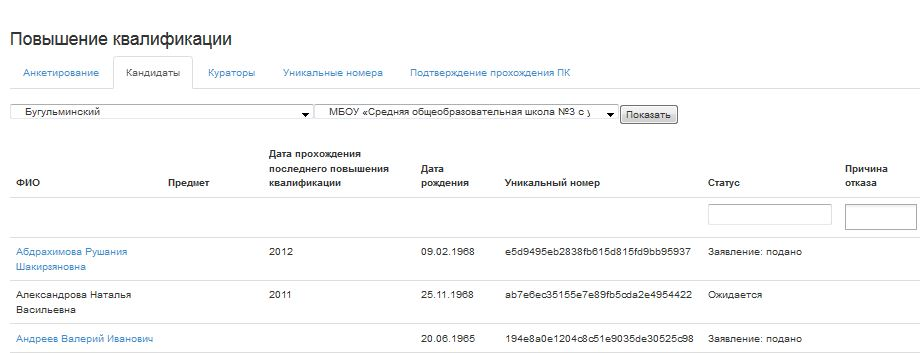 Повышение квалификации
Анкетирование Кандидаты Кураторы Уникальные номера Подтверждение прохождения ПК
Бугульминский МБОУ «Средняя общеобразовательная школа №3 с у Показать
Дата прохождения
последнего повышения Дата Причина
ФИО Предмет квалификации рождения Уникальный номер Статус отказа
Абдрахимова Рушания 2012 09.02.1968 e5d9495eb2838fb615d815fd9bb95937 Заявление: подано
Шакирзяновна
Александрова Наталья 2011 25.11.1968 ab7e6ec35155e7e89fb5cda2e4954422 Ожидается
Васильевна
Андреев Валерий Иванович 20.06.1965 194e8a0e1204c8c51e9035de30525c98 Заявление: подано